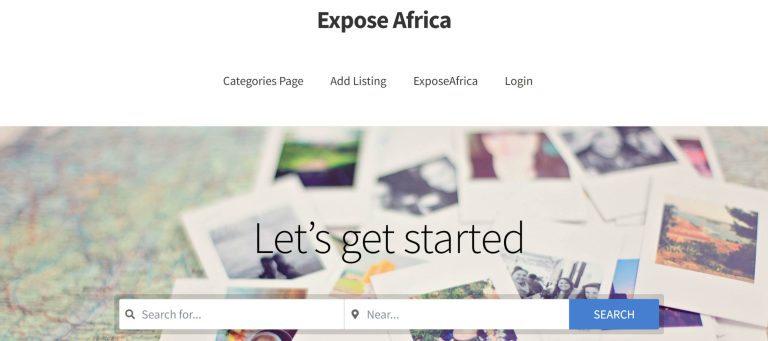 Expose Africa
Categories Page Add Listing ExposeAfrica Login
Let's get started
Search for... Near... SEARCH